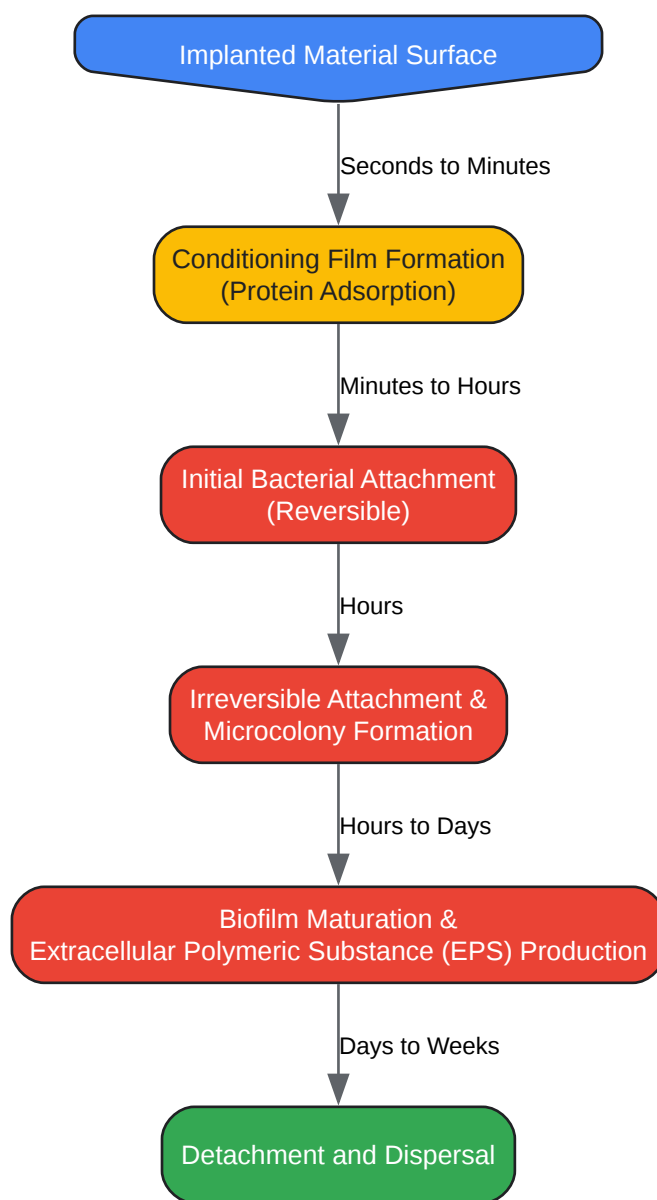 Implanted Material Surface
Seconds to Minutes
Conditioning Film Formation
(Protein Adsorption)
Minutes to Hours
Initial Bacterial Attachment
(Reversible)
Hours
Irreversible Attachment &
Microcolony Formation
Hours to Days
Biofilm Maturation &
Extracellular Polymeric Substance (EPS) Production
Days to Weeks
Detachment and Dispersal